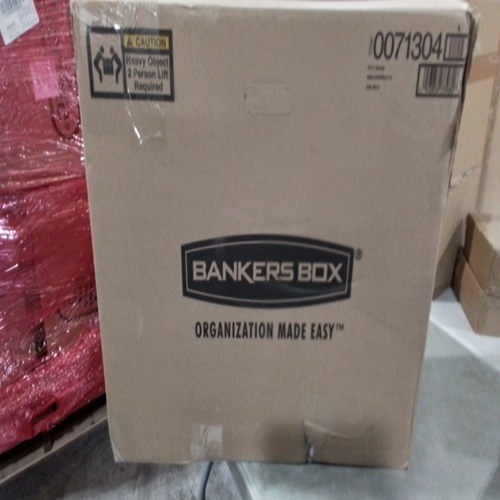 CAUTION
Heavy Object
2 Person Lift
Required
0071304
BANKERS BOX®
ORGANIZATION MADE EASY™